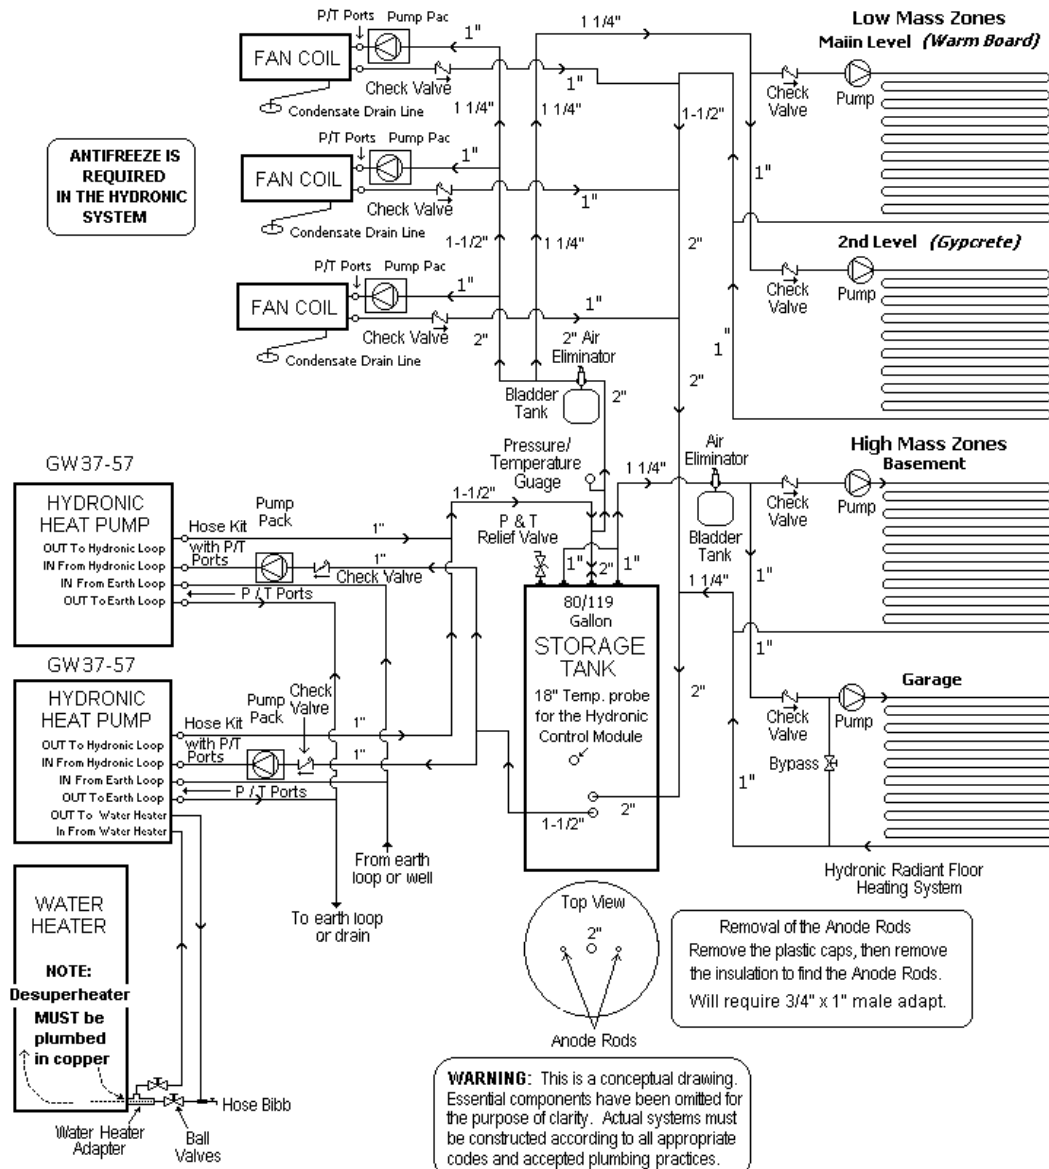 P/T Ports
Pump Pac
1"
FAN COIL
Check Valve
1"
Condensate Drain Line
1 1/4"
1 1/4"
1 1/4"
Low Mass Zones
Maiin Level (Warm Board)
Check
Valve
Pump
1-1/2"
1"
ANTIFREEZE IS
REQUIRED
IN THE HYDRONIC
SYSTEM
P/T Ports
Pump Pac
1"
FAN COIL
Check Valve
1"
Condensate Drain Line
1-1/2"
1 1/4"
2"
2nd Level (Gypcrete)
Check
Valve
Pump
1"
P/T Ports
Pump Pac
1"
FAN COIL
Check Valve
1"
Condensate Drain Line
2"
2" Air
Eliminator
Bladder
Tank
2"
2"
Pressure/
Temperature
Guage
1 1/4"
Air
Eliminator
Bladder
Tank
High Mass Zones
Basement
Check
Valve
Pump
1"
1 1/4"
1"
GW37-57
HYDRONIC
HEAT PUMP
OUT To Hydronic Loop
IN From Hydronic Loop
IN From Earth Loop
OUT To Earth Loop
Hose Kit
with P/T
Ports
Pump
Pack
1"
1"
Check Valve
P / T Ports
1-1/2"
P & T
Relief Valve
1"
2"
1"
80/119
Gallon
STORAGE
TANK
18" Temp. probe
for the Hydronic
Control Module
2"
1-1/2"
2"
GW37-57
HYDRONIC
HEAT PUMP
OUT To Hydronic Loop
IN From Hydronic Loop
IN From Earth Loop
OUT To Earth Loop
OUT To Water Heater
In From Water Heater
Hose Kit
with P/T
Ports
Pump
Pack
Check
Valve
1"
1"
P / T Ports
From earth
loop or well
To earth loop
or drain
Garage
Check
Valve
Pump
Bypass
1"
Hydronic Radiant Floor
Heating System
WATER
HEATER
NOTE:
Desuperheater
MUST be
plumbed
in copper
Hose Bibb
Water Heater
Adapter
Ball
Valves
Top View
2"
Anode Rods
Removal of the Anode Rods
Remove the plastic caps, then remove
the insulation to find the Anode Rods.
Will require 3/4" x 1" male adapt.
WARNING: This is a conceptual drawing.
Essential components have been omitted for
the purpose of clarity. Actual systems must
be constructed according to all appropriate
codes and accepted plumbing practices.